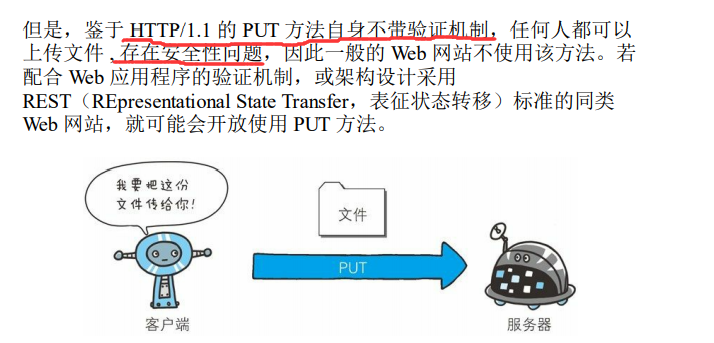 但是，鉴于 HTTP/1.1 的 PUT 方法自身不带验证机制，任何人都可以
上传文件 , 存在安全性问题，因此一般的 Web 网站不使用该方法。若
配合 Web 应用程序的验证机制，或架构设计采用
REST（REpresentational State Transfer，表征状态转移）标准的同类
Web 网站，就可能会开放使用 PUT 方法。
我要把这份
文件传给你!
文件
PUT
客户端
服务器